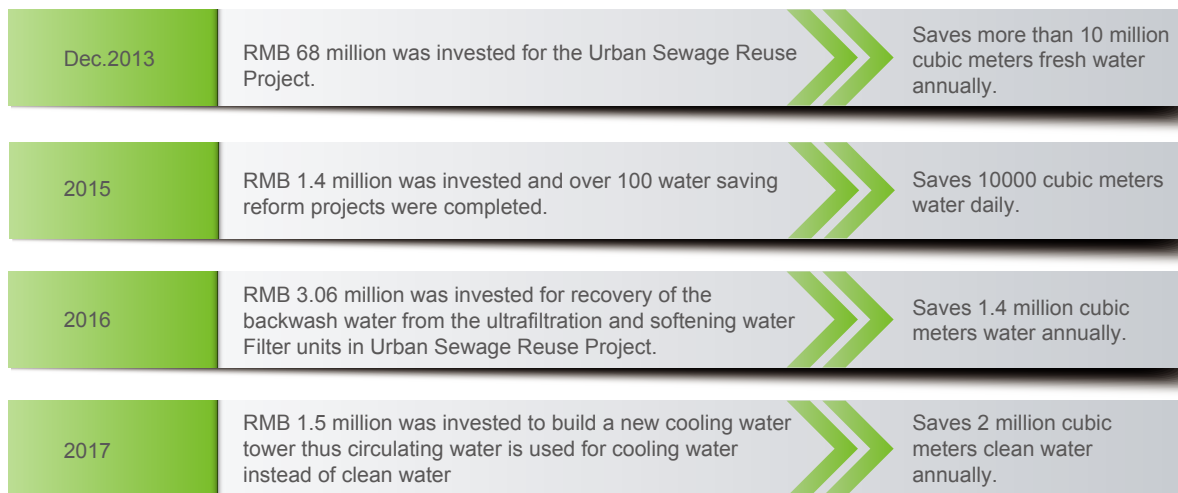 Dec.2013
RMB 68 million was invested for the Urban Sewage Reuse
Project.
Saves more than 10 million
cubic meters fresh water
annually.
2015
RMB 1.4 million was invested and over 100 water saving
reform projects were completed.
Saves 10000 cubic meters
water daily.
2016
RMB 3.06 million was invested for recovery of the
backwash water from the ultrafiltration and softening water
Filter units in Urban Sewage Reuse Project.
Saves 1.4 million cubic
meters water annually.
2017
RMB 1.5 million was invested to build a new cooling water
tower thus circulating water is used for cooling water
instead of clean water
Saves 2 million cubic
meters clean water
annually.